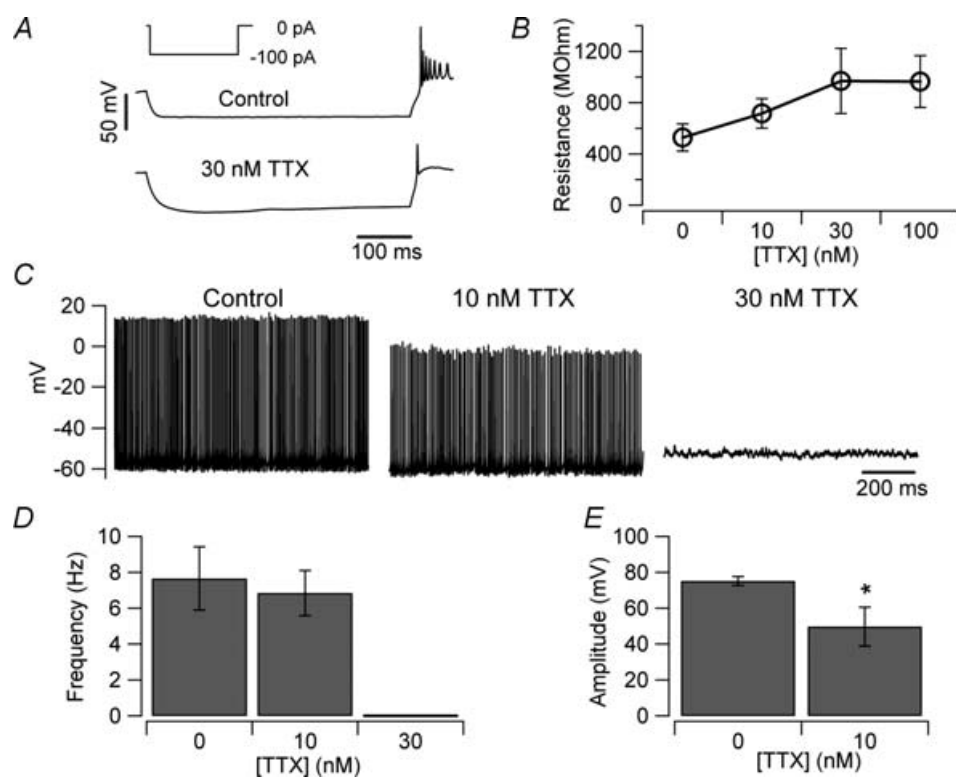 A
0 pA
-100 pA
50 mV
Control
30 nM TTX
100 ms
B
Resistance (MOhm)
1200
800
400
0
0 10 30 100
[TTX] (nM)
C
Control 10 nM TTX 30 nM TTX
mV
20
0
-20
-40
-60
200 ms
D
Frequency (Hz)
10
8
6
4
2
0
0 10 30
[TTX] (nM)
E
Amplitude (mV)
100
80
60
40
20
0
*
0 10
[TTX] (nM)